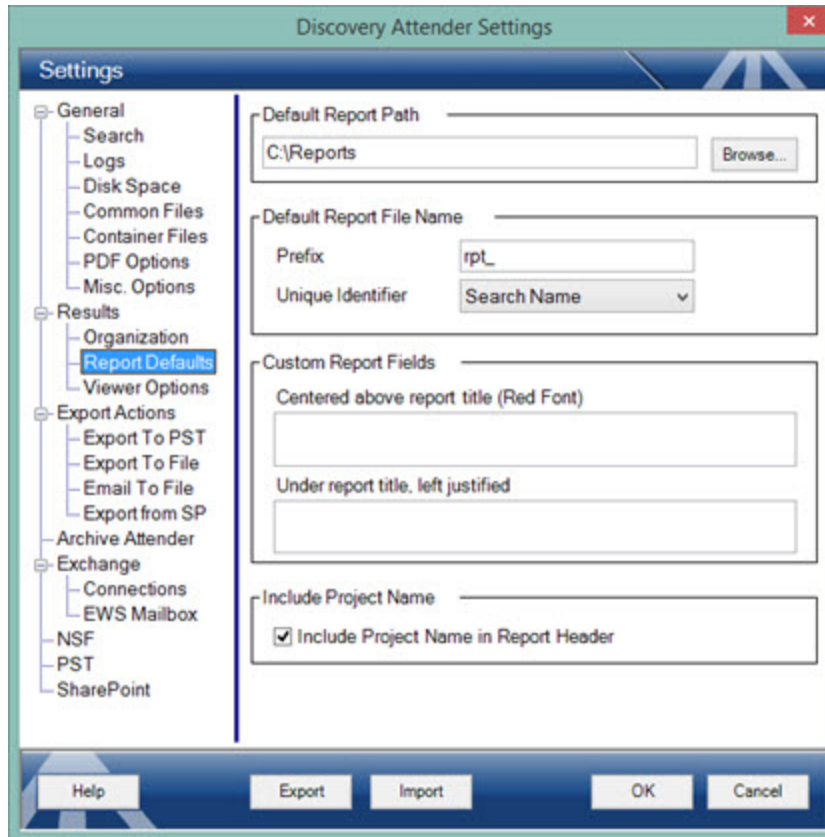 Discovery Attender Settings
Settings
General
Search
Logs
Disk Space
Common Files
Container Files
PDF Options
Misc. Options
Results
Organization
Report Defaults
Viewer Options
Export Actions
Export To PST
Export To File
Email To File
Export from SP
Archive Attender
Exchange
Connections
EWS Mailbox
NSF
PST
SharePoint
Default Report Path
C:\Reports
Browse...
Default Report File Name
Prefix rpt_
Unique Identifier Search Name
Custom Report Fields
Centered above report title (Red Font)
Under report title, left justified
Include Project Name
Include Project Name in Report Header
Help Export Import OK Cancel